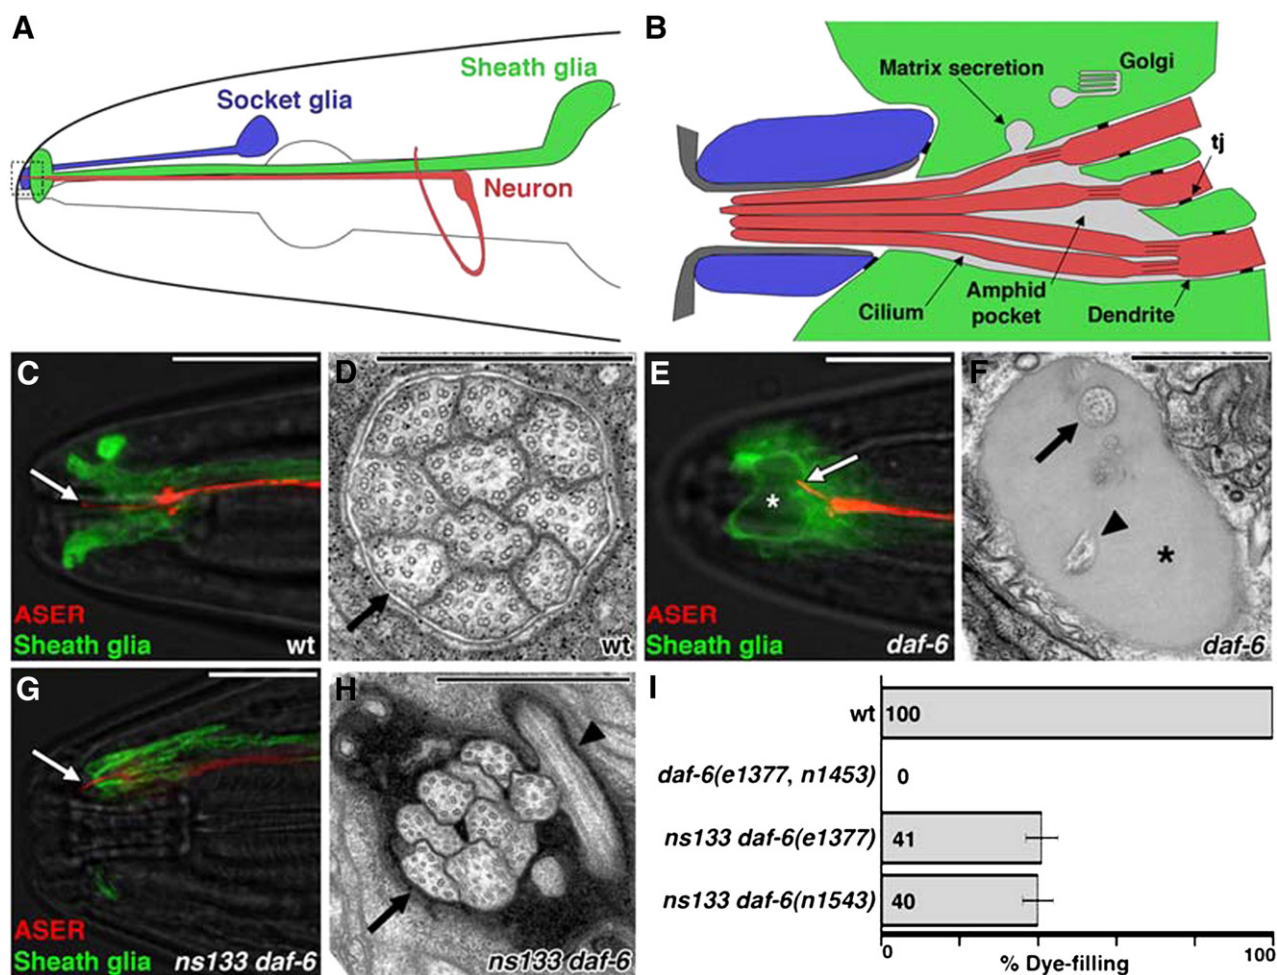 A
Sheath glia
Socket glia
Neuron
B
Matrix secretion
Golgi
tj
Cilium
Amphid
pocket
Dendrite
C
ASER
Sheath glia
wt
D
wt
E
ASER
Sheath glia
*
daf-6
F
*
daf-6
G
ASER
Sheath glia
ns133 daf-6
H
ns133 daf-6
I
wt 100
daf-6(e1377, n1453) 0
ns133 daf-6(e1377) 41
ns133 daf-6(n1543) 40
0 100
% Dye-filling